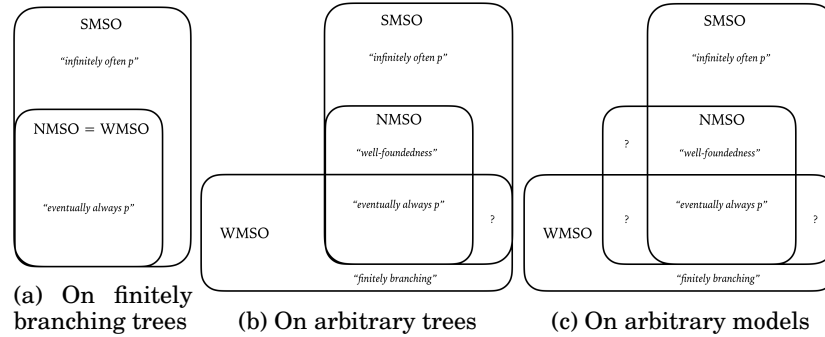 SMSO
"infinitely often p"
NMSO = WMSO
"eventually always p"
(a) On finitely
branching trees
SMSO
"infinitely often p"
NMSO
"well-foundedness"
"eventually always p"
?
WMSO
"finitely branching"
(b) On arbitrary trees
SMSO
"infinitely often p"
NMSO
?
"well-foundedness"
"eventually always p"
?
?
WMSO
"finitely branching"
(c) On arbitrary models